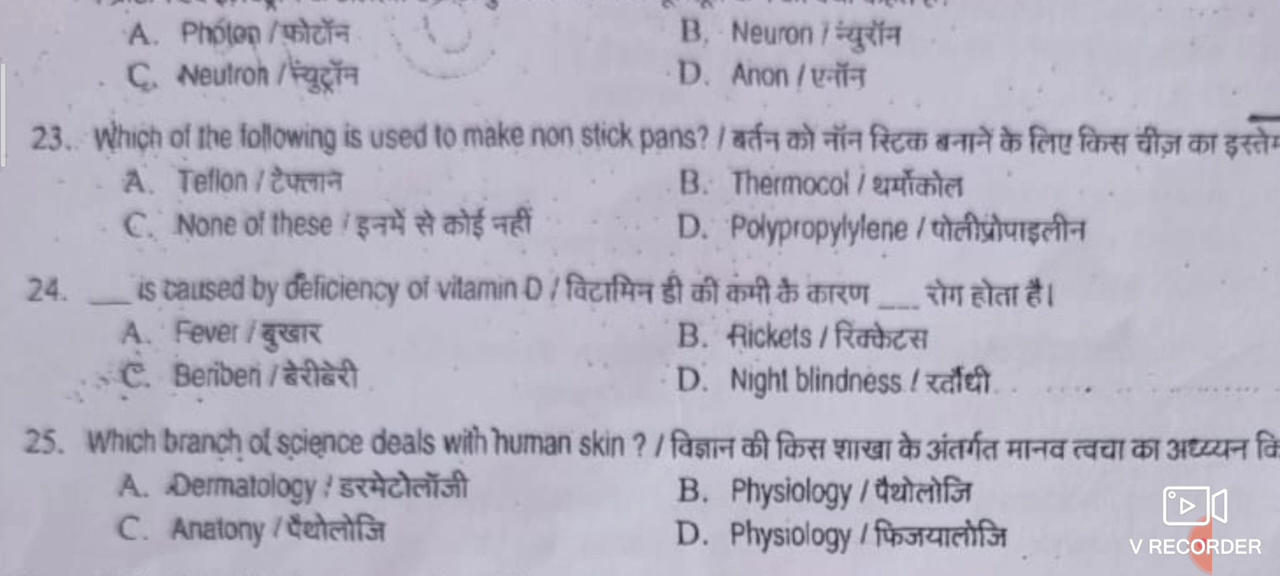 A. Photon / फोटॉन B. Neuron / न्युरॉन
C. Neutron / न्युट्रॉन D. Anon / एनॉन
23. Which of the following is used to make non stick pans? / बर्तन को नॉन स्टिक बनाने के लिए किस चीज़ का इस्तेम
A. Teflon / टेफ्लान B. Thermocol / थर्मोकोल
C. None of these / इनमें से कोई नहीं D. Polypropylylene / पोलीप्रोपाइलीन
24. ___ is caused by deficiency of vitamin D / विटामिन डी की कमी के कारण ___ रोग होता है।
A. Fever / बुखार B. Rickets / रिक्केटस
C. Beriberi / बेरीबेरी D. Night blindness / रतौंधी
25. Which branch of science deals with human skin ? / विज्ञान की किस शाखा के अंतर्गत मानव त्वचा का अध्ययन कि
A. Dermatology / डरमेटोलॉजी B. Physiology / पैथोलोजि
C. Anatony / पैथोलोजि D. Physiology / फिजयालोजि
V RECORDER